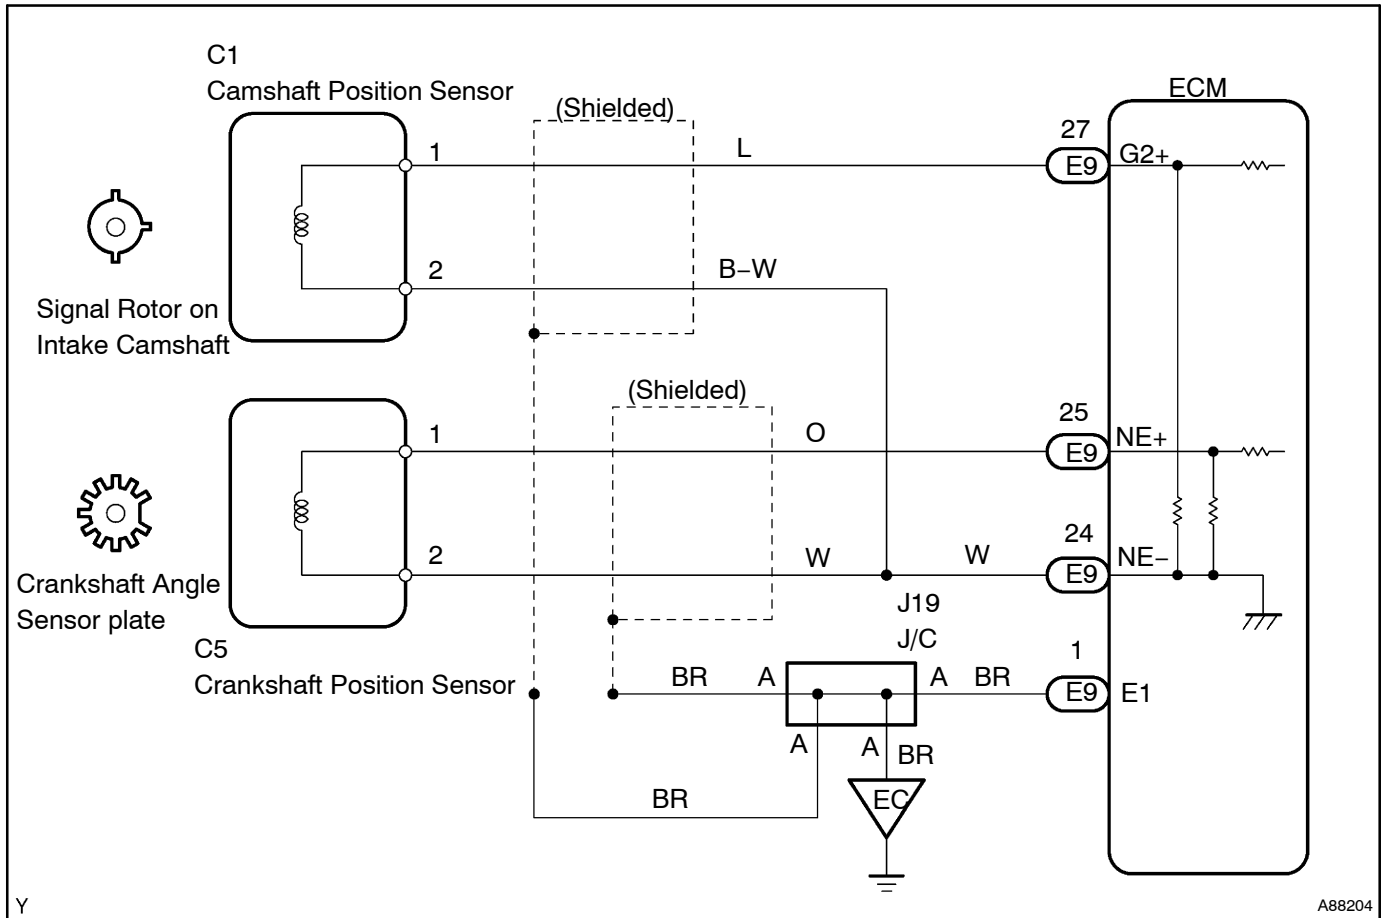 C1
Camshaft Position Sensor
(Shielded)
ECM
1
L
27
E9
G2+
2
B−W
Signal Rotor on
Intake Camshaft
(Shielded)
1
O
25
E9
NE+
2
W
W
24
E9
NE−
Crankshaft Angle
Sensor plate
J19
J/C
C5
Crankshaft Position Sensor
BR
A
A
BR
1
E9
E1
A
A
BR
BR
EC
Y
A88204